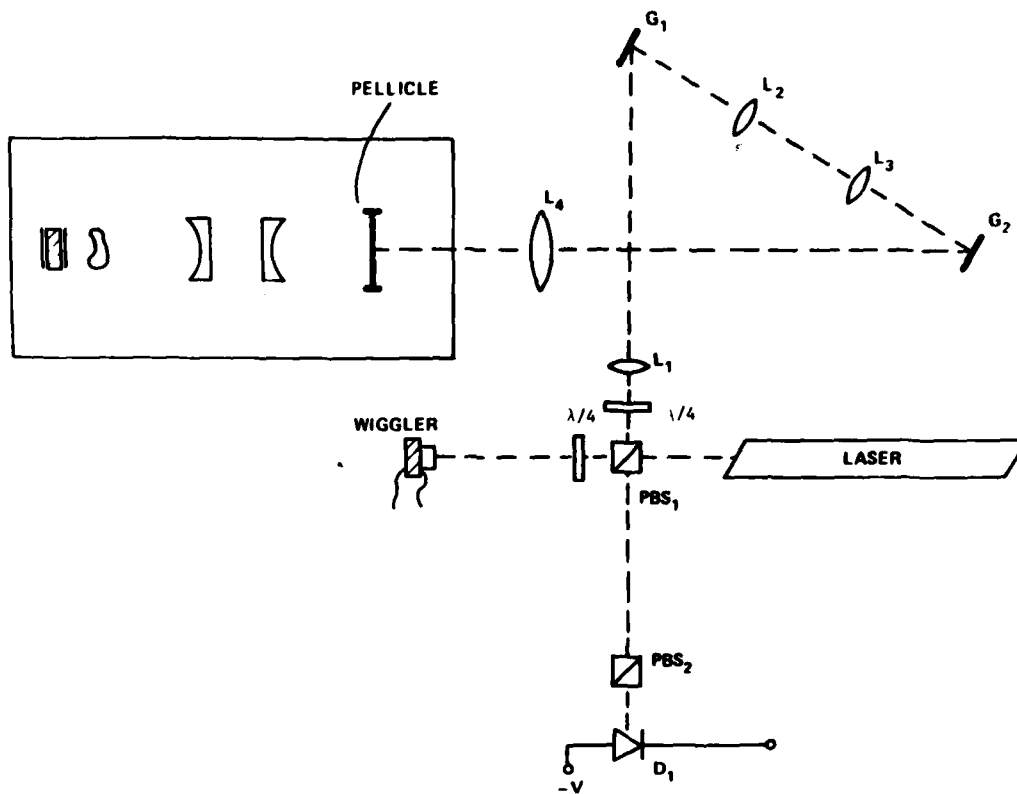 G1
PELLICLE
L2
L3
L4
G2
L1
λ/4
λ/4
WIGGLER
LASER
PBS1
PBS2
D1
-V